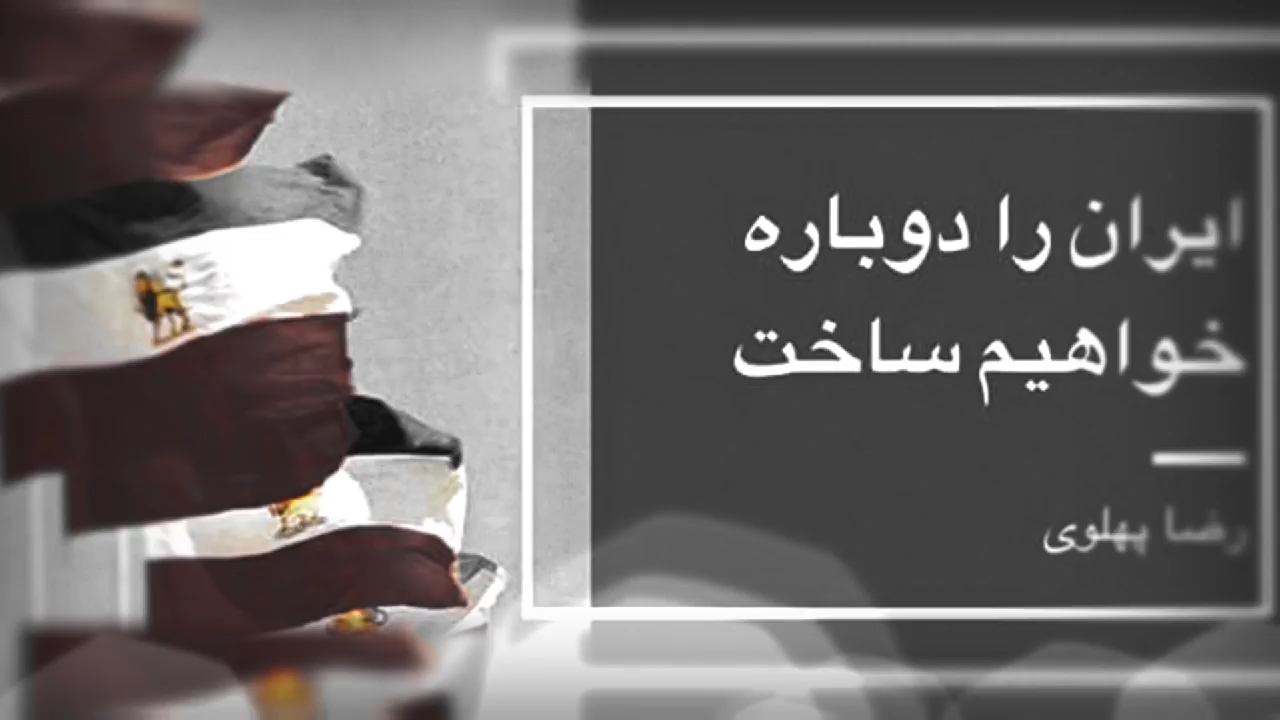 ایران را دوباره
خواهیم ساخت
رضا پهلوی